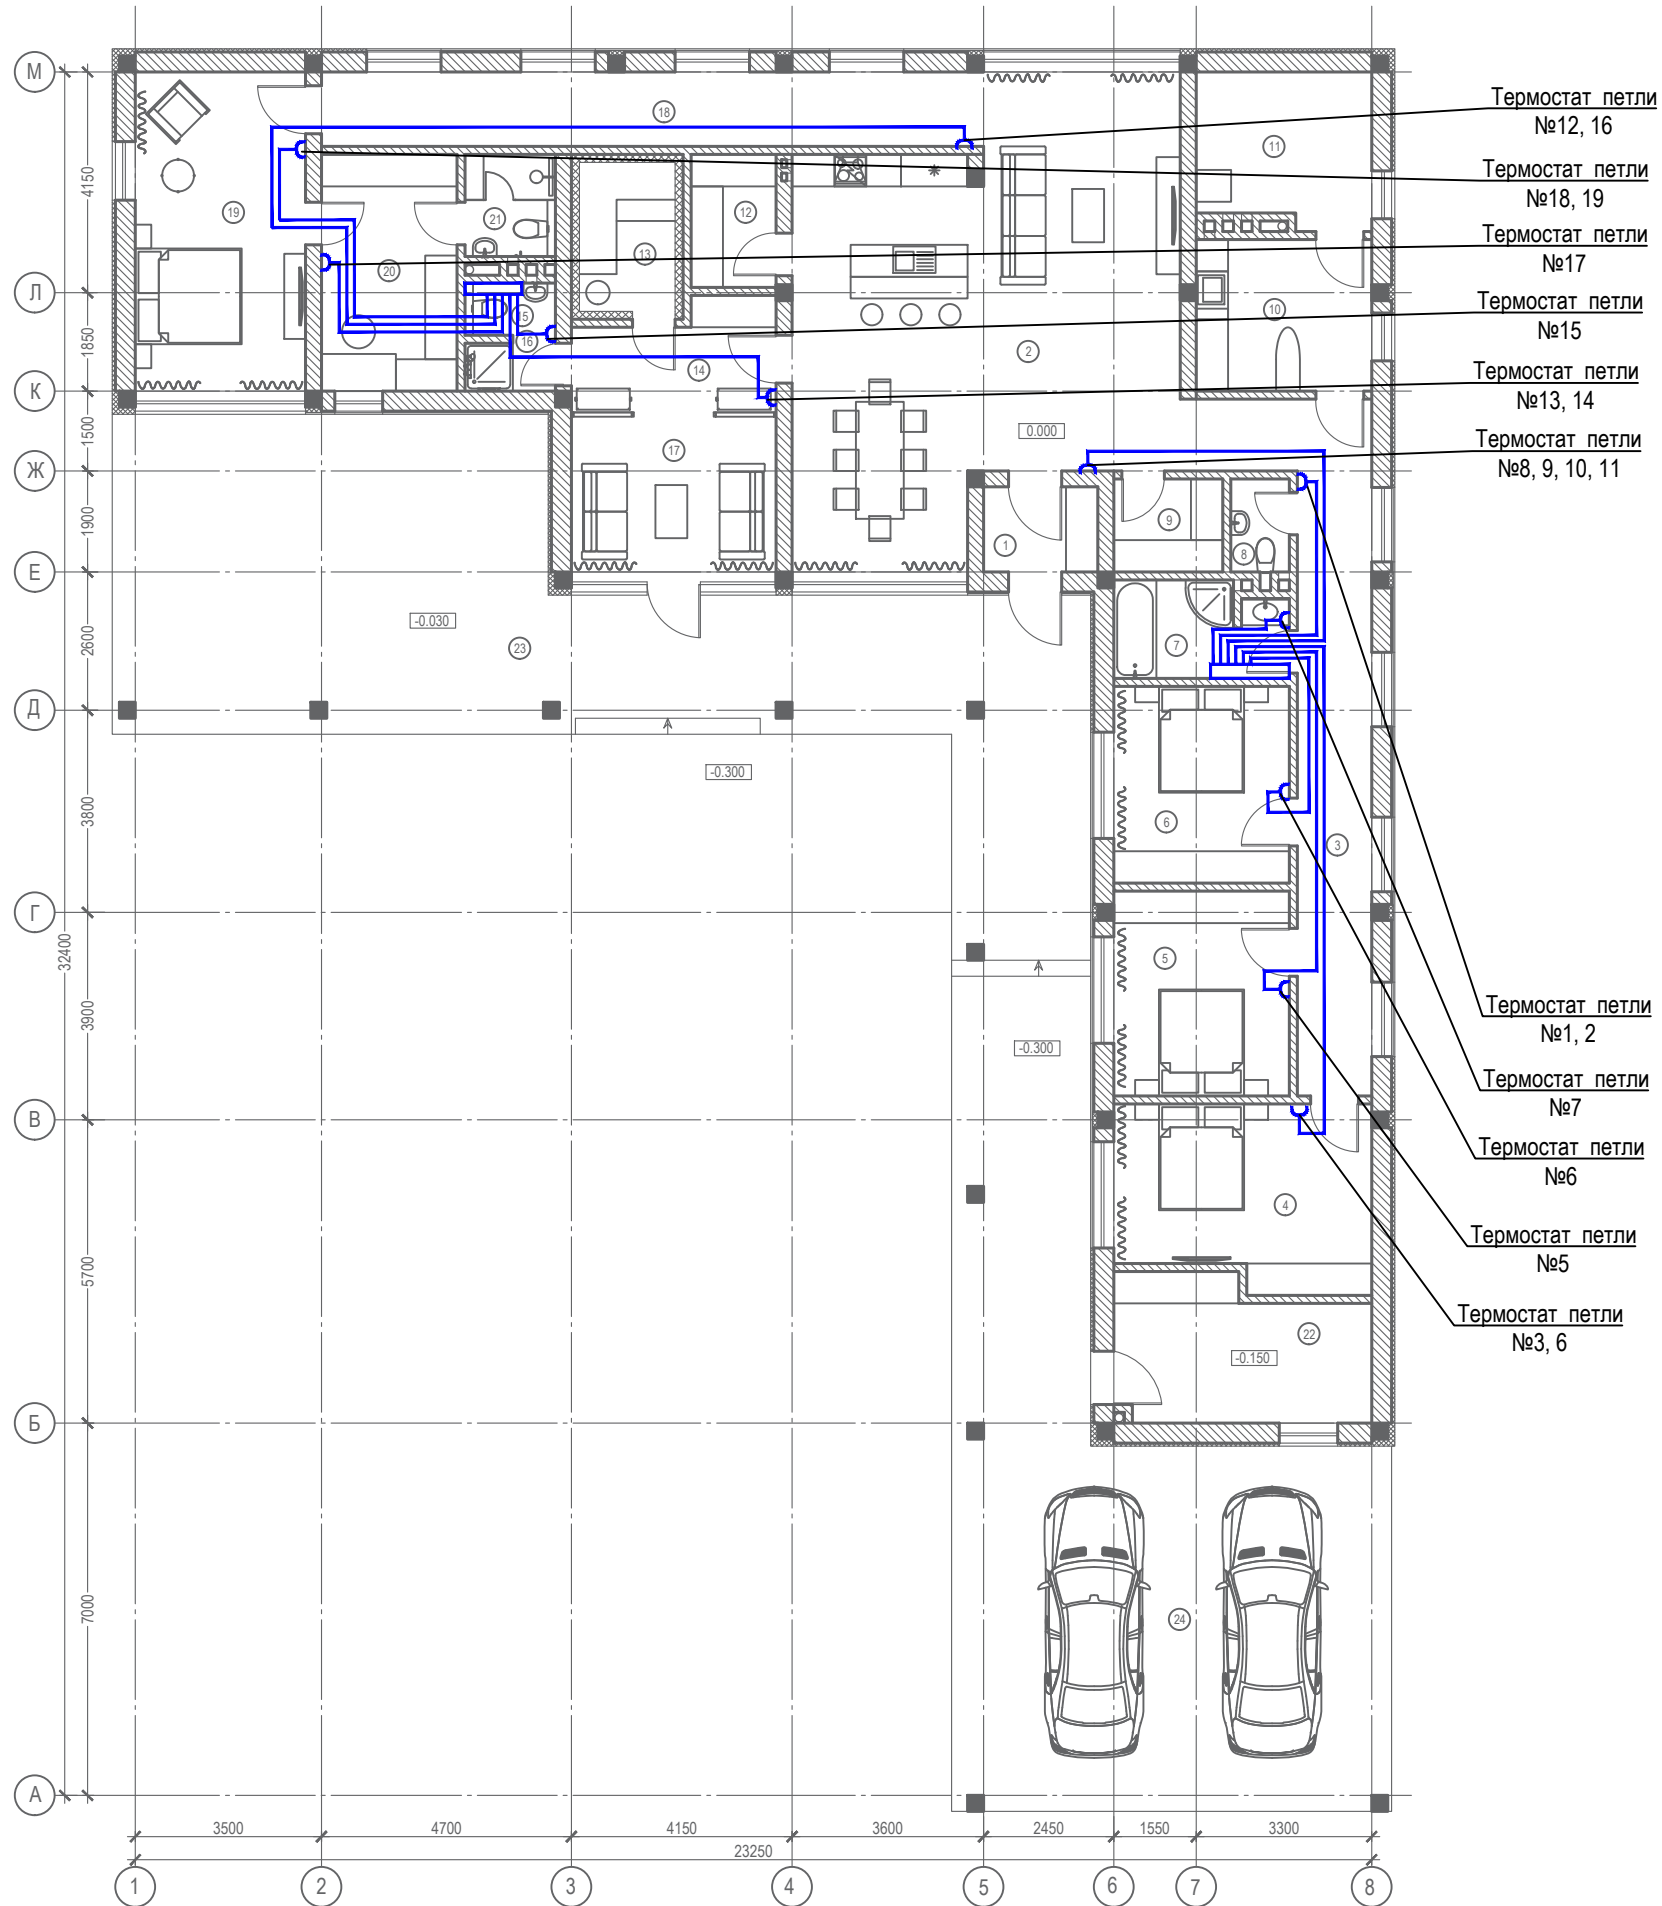 М
Л
К
Ж
Е
Д
Г
В
Б
А
4150
1850
1500
1900
2600
3800
3900
5700
7000
32400
Термостат петли
№12, 16
Термостат петли
№18, 19
Термостат петли
№17
Термостат петли
№15
Термостат петли
№13, 14
Термостат петли
№8, 9, 10, 11
Термостат петли
№1, 2
Термостат петли
№7
Термостат петли
№6
Термостат петли
№5
Термостат петли
№3, 6
18
11
19
21
12
13
20
15
16
10
2
14
0.000
17
9
1
8
-0.030
23
7
-0.300
6
3
5
-0.300
4
22
-0.150
24
3500
4700
4150
3600
2450
1550
3300
23250
1
2
3
4
5
6
7
8